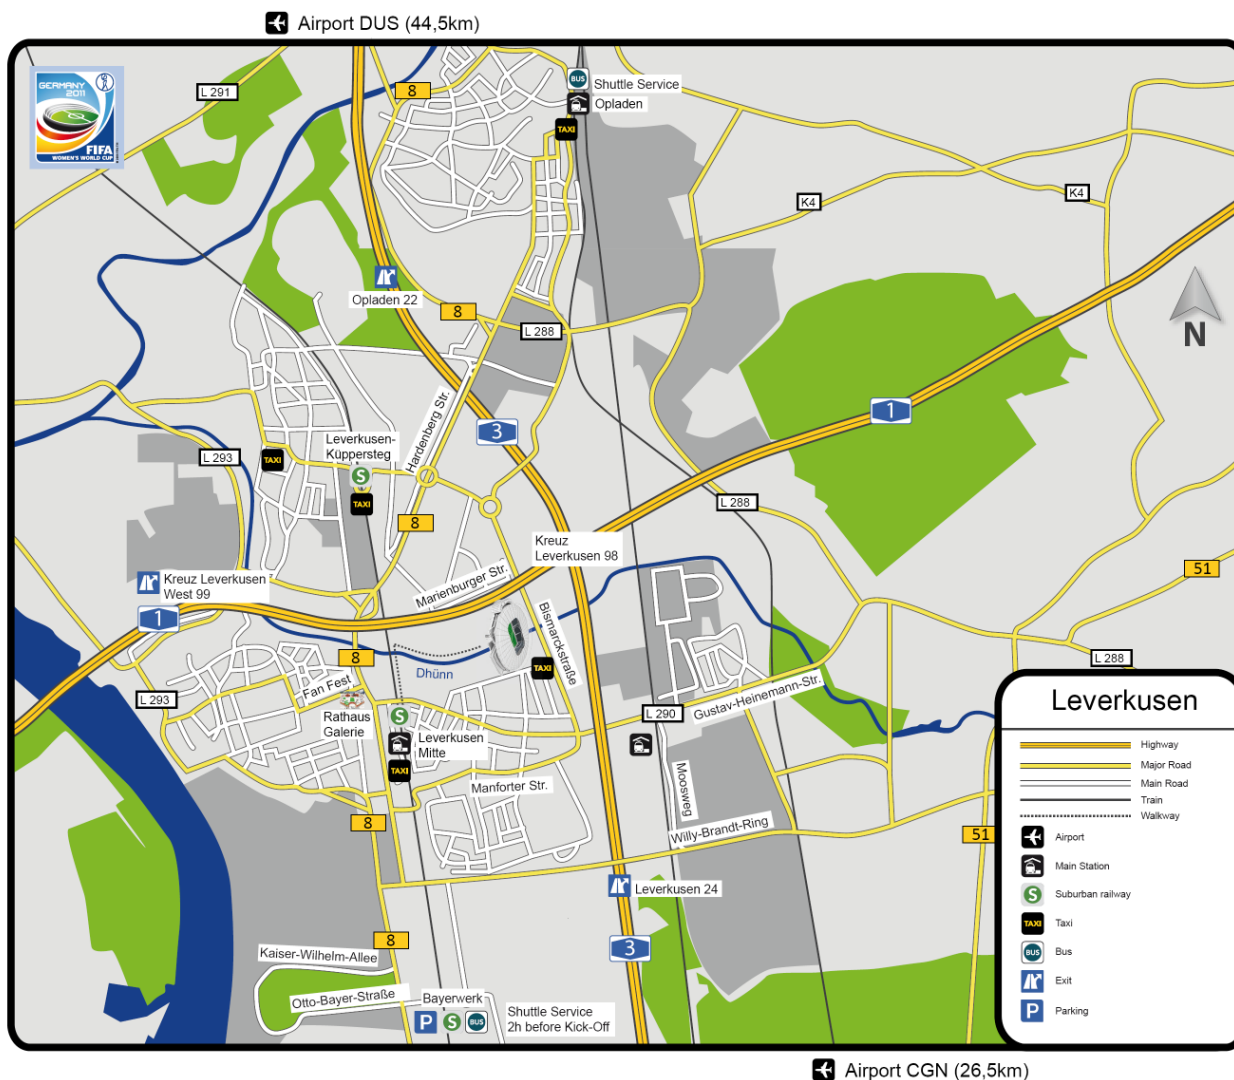 Airport DUS (44,5km)
GERMANY
2011
FIFA
WOMEN'S WORLD CUP
L 291
8
BUS
Shuttle Service
Opladen
TAXI
K4
K4
Opladen 22
8
L 288
N
1
3
Hardenberg Str.
Leverkusen-
Küppersteg
L 293
TAXI
S
TAXI
8
L 288
Kreuz
Leverkusen 98
51
Kreuz Leverkusen
West 99
1
Marienburger Str.
Bismarckstraße
8
Dhünn
TAXI
L 288
Fan Fest
L 293
Rathaus
Galerie
S
Leverkusen
Mitte
TAXI
Gustav-Heinemann-Str.
L 290
Moosweg
Manforter Str.
8
Willy-Brandt-Ring
51
Leverkusen 24
3
8
Kaiser-Wilhelm-Allee
Otto-Bayer-Straße
Bayerwerk
P
S
BUS
Shuttle Service
2h before Kick-Off
Leverkusen
Highway
Major Road
Main Road
Train
Walkway
Airport
Main Station
S
Suburban railway
TAXI
Taxi
BUS
Bus
Exit
P
Parking
Airport CGN (26,5km)